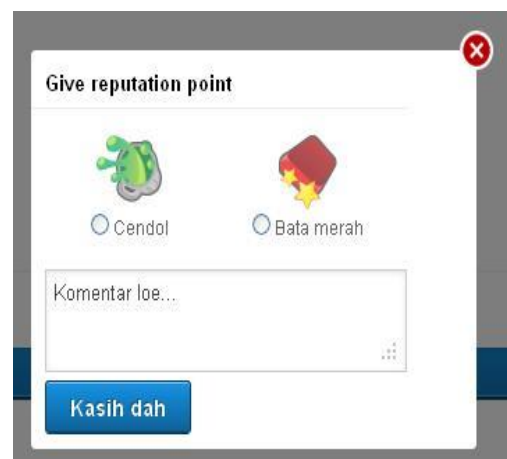 Give reputation point
Cendol
Bata merah
Komentar loe...
Kasih dah